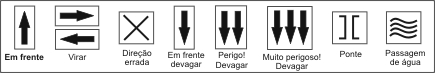 Em frente
Virar
Direção
errada
Em frente
devagar
Perigo!
Devagar
Muito perigoso!
Devagar
Ponte
Passagem
de água